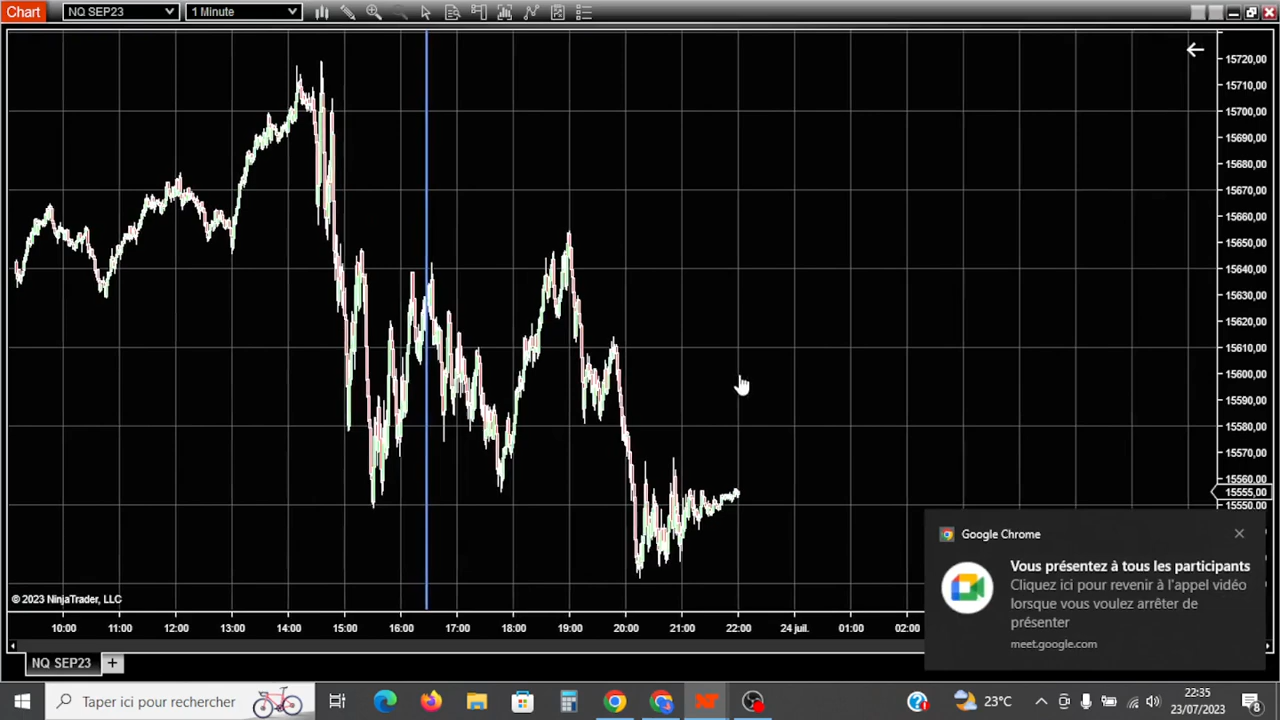 Chart NQ SEP23 1 Minute
15720,00
15710,00
15700,00
15690,00
15680,00
15670,00
15660,00
15650,00
15640,00
15630,00
15620,00
15610,00
15600,00
15590,00
15580,00
15570,00
15560,00
15555,00
15550,00
Google Chrome
Vous présentez à tous les participants
Cliquez ici pour revenir à l'appel vidéo
lorsque vous voulez arrêter de
présenter
meet.google.com
© 2023 NinjaTrader, LLC
10:00 11:00 12:00 13:00 14:00 15:00 16:00 17:00 18:00 19:00 20:00 21:00 22:00 24 juil. 01:00 02:00
NQ SEP23 +
Taper ici pour rechercher
23°C
22:35
23/07/2023
8